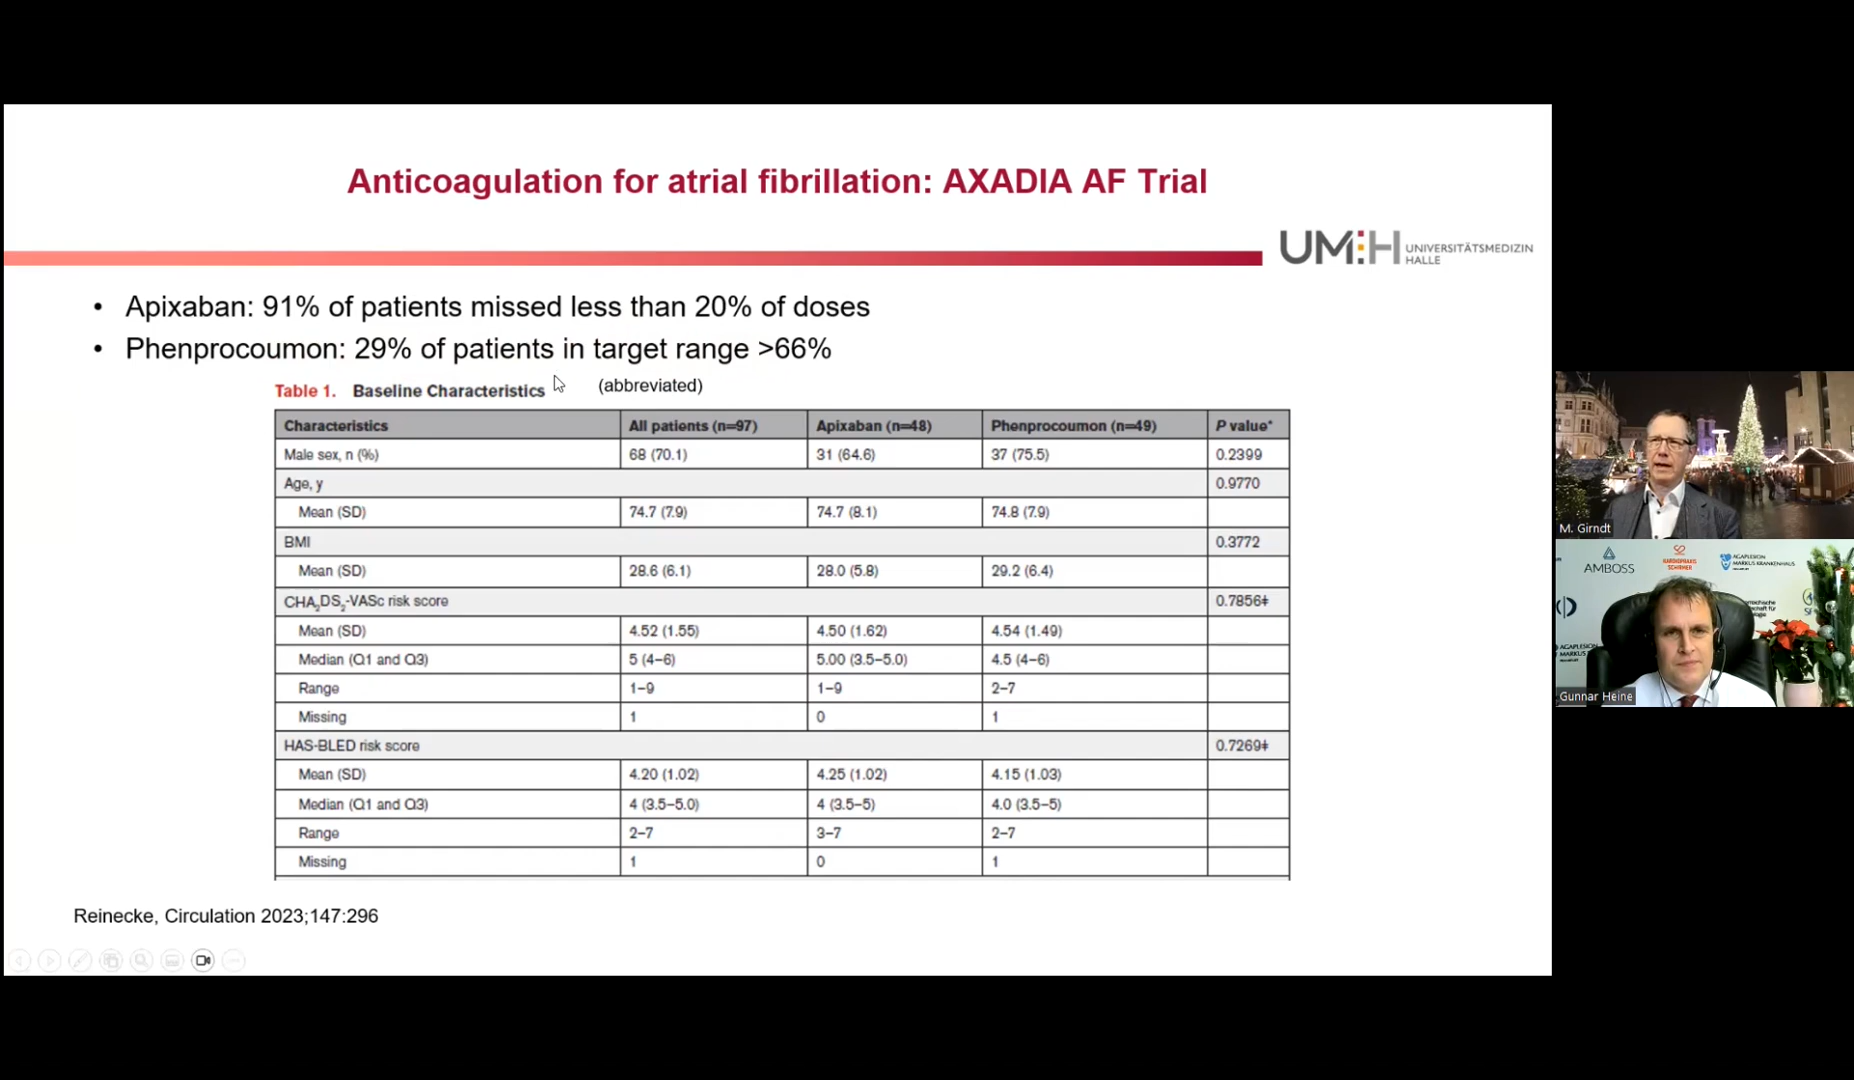 Anticoagulation for atrial fibrillation: AXADIA AF Trial
UM:H UNIVERSITÄTSMEDIZIN
HALLE
• Apixaban: 91% of patients missed less than 20% of doses
• Phenprocoumon: 29% of patients in target range >66%
Table 1. Baseline Characteristics (abbreviated)
Characteristics All patients (n=97) Apixaban (n=48) Phenprocoumon (n=49) P value*
Male sex, n (%) 68 (70.1) 31 (64.6) 37 (75.5) 0.2399
Age, y 0.9770
Mean (SD) 74.7 (7.9) 74.7 (8.1) 74.8 (7.9)
BMI 0.3772
Mean (SD) 28.6 (6.1) 28.0 (5.8) 29.2 (6.4)
CHA₂DS₂-VASc risk score 0.7856ǂ
Mean (SD) 4.52 (1.55) 4.50 (1.62) 4.54 (1.49)
Median (Q1 and Q3) 5 (4–6) 5.00 (3.5–5.0) 4.5 (4–6)
Range 1–9 1–9 2–7
Missing 1 0 1
HAS-BLED risk score 0.7269ǂ
Mean (SD) 4.20 (1.02) 4.25 (1.02) 4.15 (1.03)
Median (Q1 and Q3) 4 (3.5–5.0) 4 (3.5–5) 4.0 (3.5–5)
Range 2–7 3–7 2–7
Missing 1 0 1
Reinecke, Circulation 2023;147:296
M. Girndt
AMBOSS
KARDIOPRAXIS
SCHIRMER
AGAPLESION
MARKUS KRANKENHAUS
AGAPLESION
Gunnar Heine